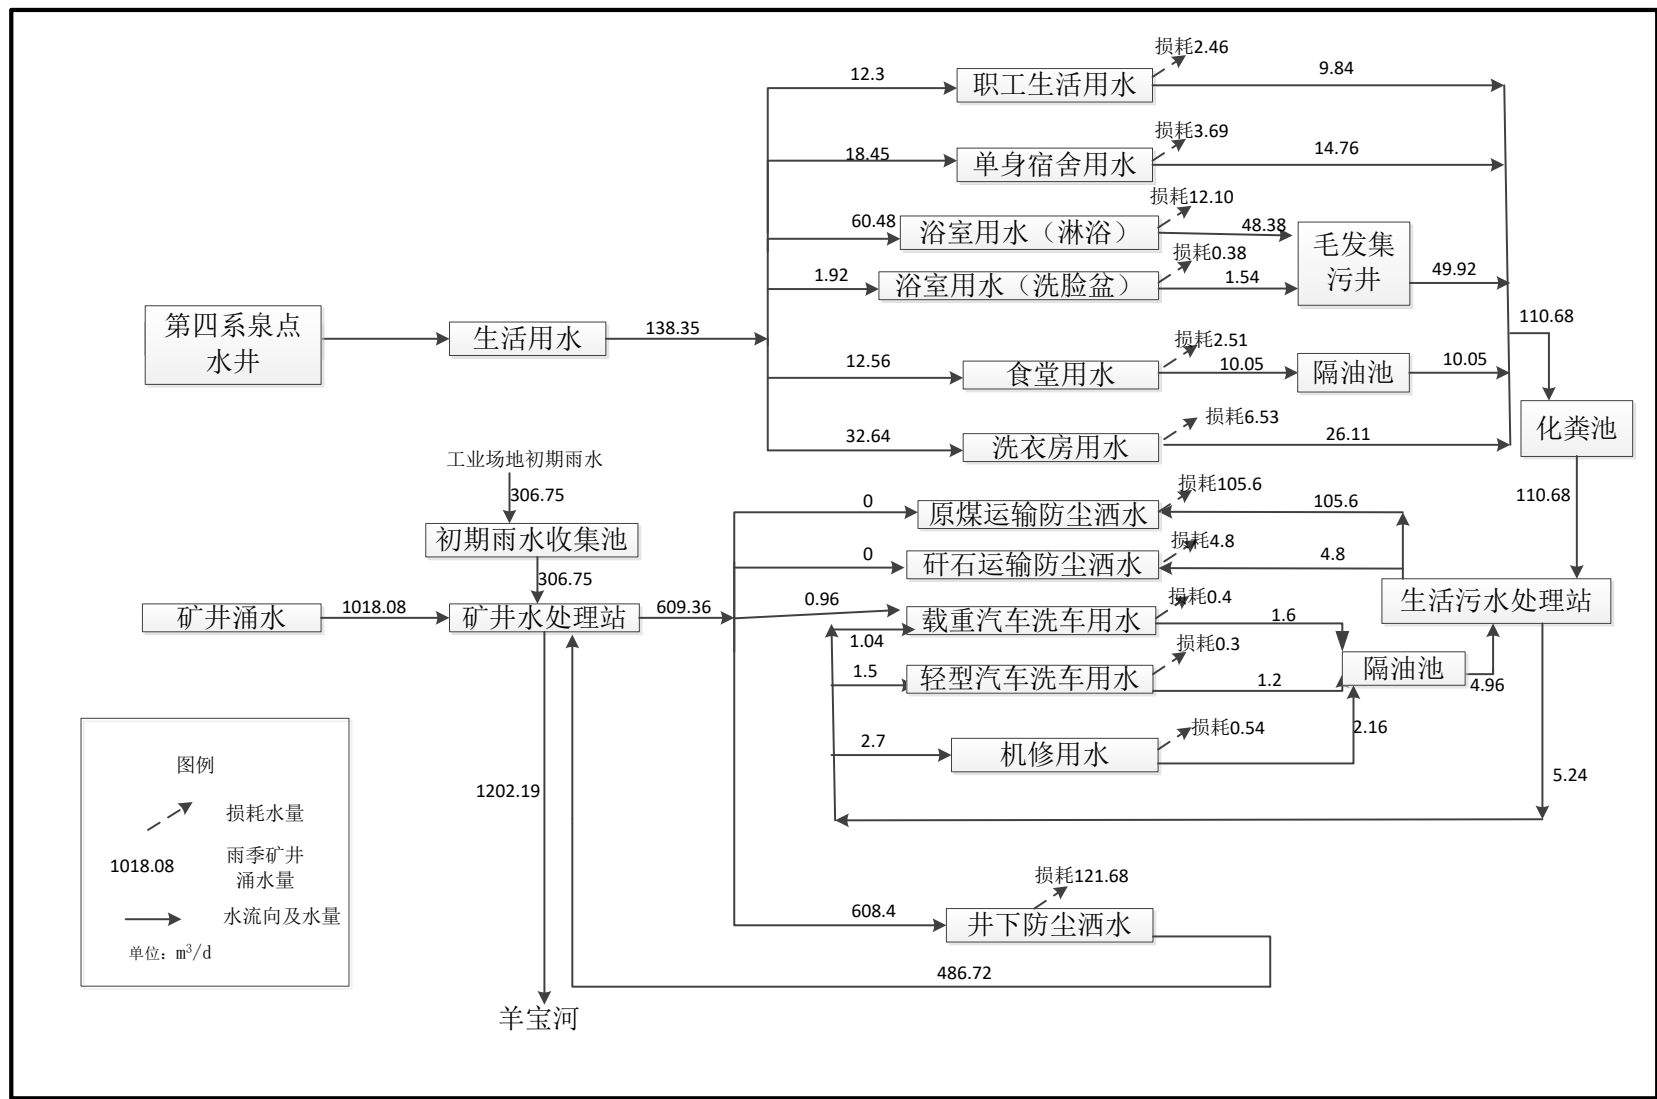 损耗2.46
12.3
职工生活用水
9.84
损耗3.69
18.45
单身宿舍用水
14.76
损耗12.10
60.48
浴室用水（淋浴）
48.38
毛发集
污井
49.92
损耗0.38
1.92
浴室用水（洗脸盆）
1.54
第四系泉点
水井
生活用水
138.35
110.68
损耗2.51
12.56
食堂用水
10.05
隔油池
10.05
化粪池
损耗6.53
32.64
洗衣房用水
26.11
110.68
工业场地初期雨水
306.75
初期雨水收集池
306.75
损耗105.6
0
原煤运输防尘洒水
105.6
损耗4.8
0
矸石运输防尘洒水
4.8
生活污水处理站
矿井涌水
1018.08
矿井水处理站
609.36
损耗0.4
0.96
载重汽车洗车用水
1.6
1.04
损耗0.3
1.5
轻型汽车洗车用水
1.2
隔油池
4.96
损耗0.54
2.7
机修用水
2.16
5.24
1202.19
损耗121.68
608.4
井下防尘洒水
486.72
羊宝河
图例
损耗水量
1018.08
雨季矿井
涌水量
水流向及水量
单位：m³/d